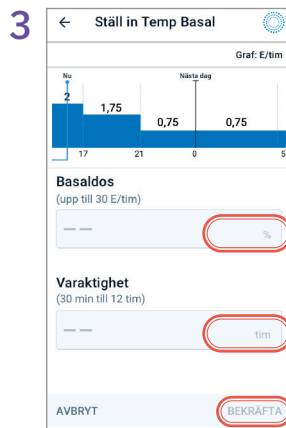 3
← Ställ in Temp Basal
Graf: E/tim
Nu Nästa dag
2
1,75
0,75 0,75
17 21 0 5
Basaldos
(upp till 30 E/tim)
-- %
Varaktighet
(30 min till 12 tim)
-- tim
AVBRYT BEKRÄFTA